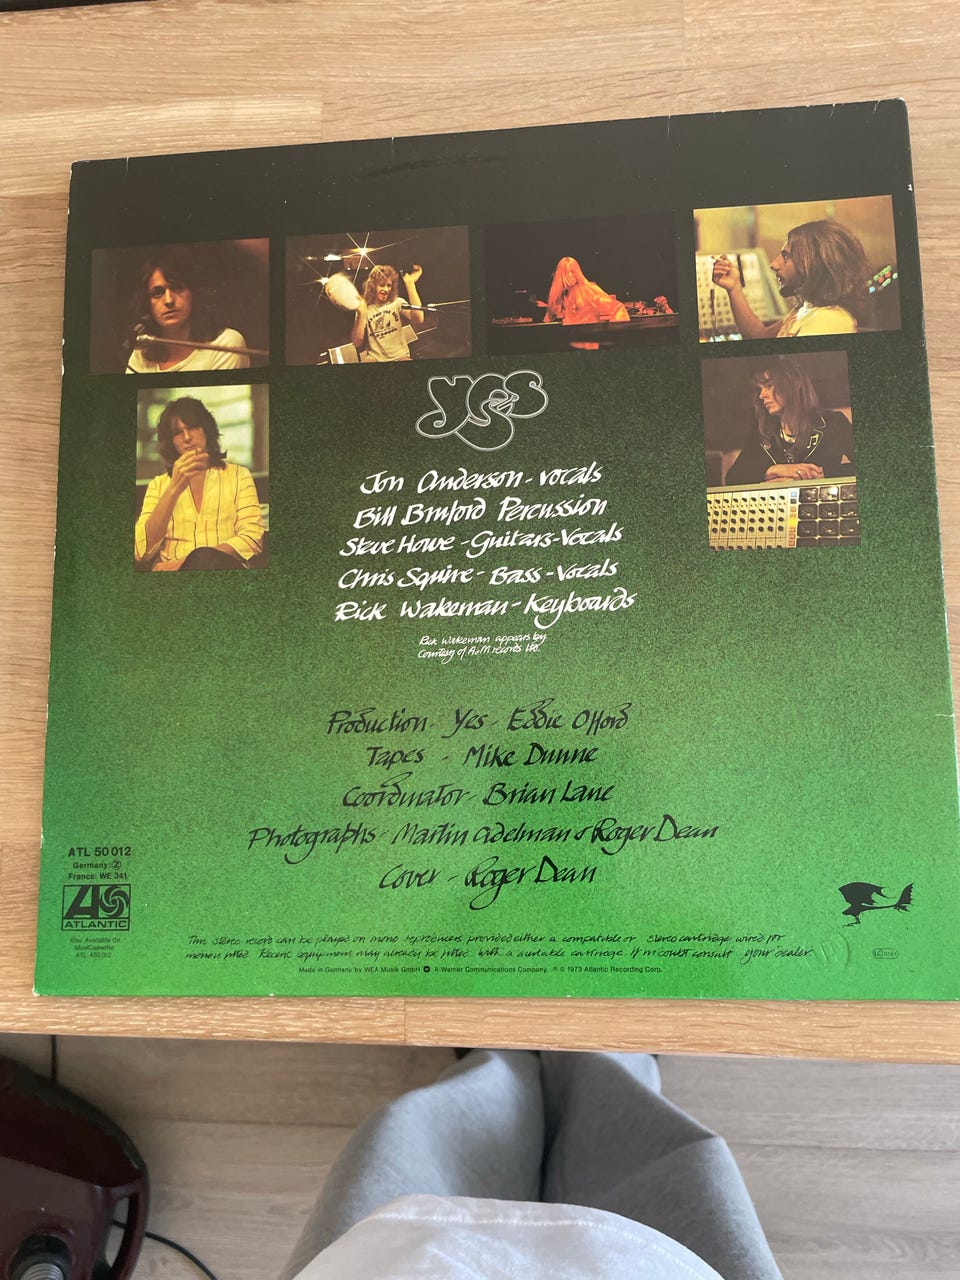 yes
Jon Anderson - vocals
Bill Bruford Percussion
Steve Howe - Guitars - Vocals
Chris Squire - Bass - Vocals
Rick Wakeman - Keyboards
Rick Wakeman appears by
Courtesy of A&M records ltd.
Production - Yes - Eddie Offord
Tapes - Mike Dunne
Coordinator - Brian Lane
Photographs - Martin Adelman & Roger Dean
Cover - Roger Dean
ATL 50 012
Germany: Z
France: WE 341
ATLANTIC
Also Available On
MusiCassette
ATL 450 012
This stereo record can be played on mono reproducers provided either a compatible or stereo cartridge wired for
mono is fitted. Recent equipment may already be fitted with a suitable cartridge. If in doubt consult your dealer.
LC 0121
Made in Germany by WEA Musik GmbH W A Warner Communications Company. ℗ © 1973 Atlantic Recording Corp.